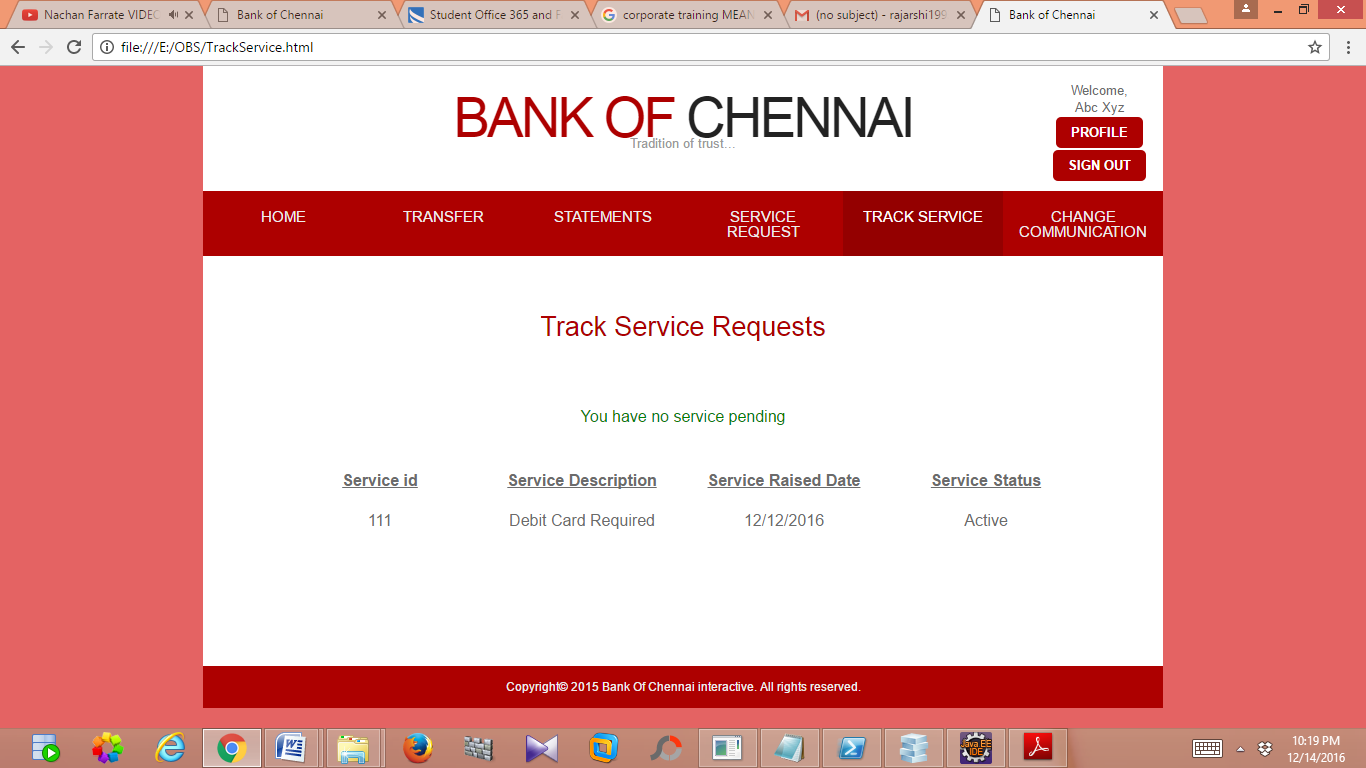 Nachan Farrate VIDEO
Bank of Chennai
Student Office 365 and F
corporate training MEAN
(no subject) - rajarshi199
Bank of Chennai
file:///E:/OBS/TrackService.html
BANK OF CHENNAI
Tradition of trust...
Welcome,
Abc Xyz
PROFILE
SIGN OUT
HOME
TRANSFER
STATEMENTS
SERVICE
REQUEST
TRACK SERVICE
CHANGE
COMMUNICATION
Track Service Requests
You have no service pending
Service id Service Description Service Raised Date Service Status
111 Debit Card Required 12/12/2016 Active
Copyright© 2015 Bank Of Chennai interactive. All rights reserved.
Java EE
IDE
10:19 PM
12/14/2016